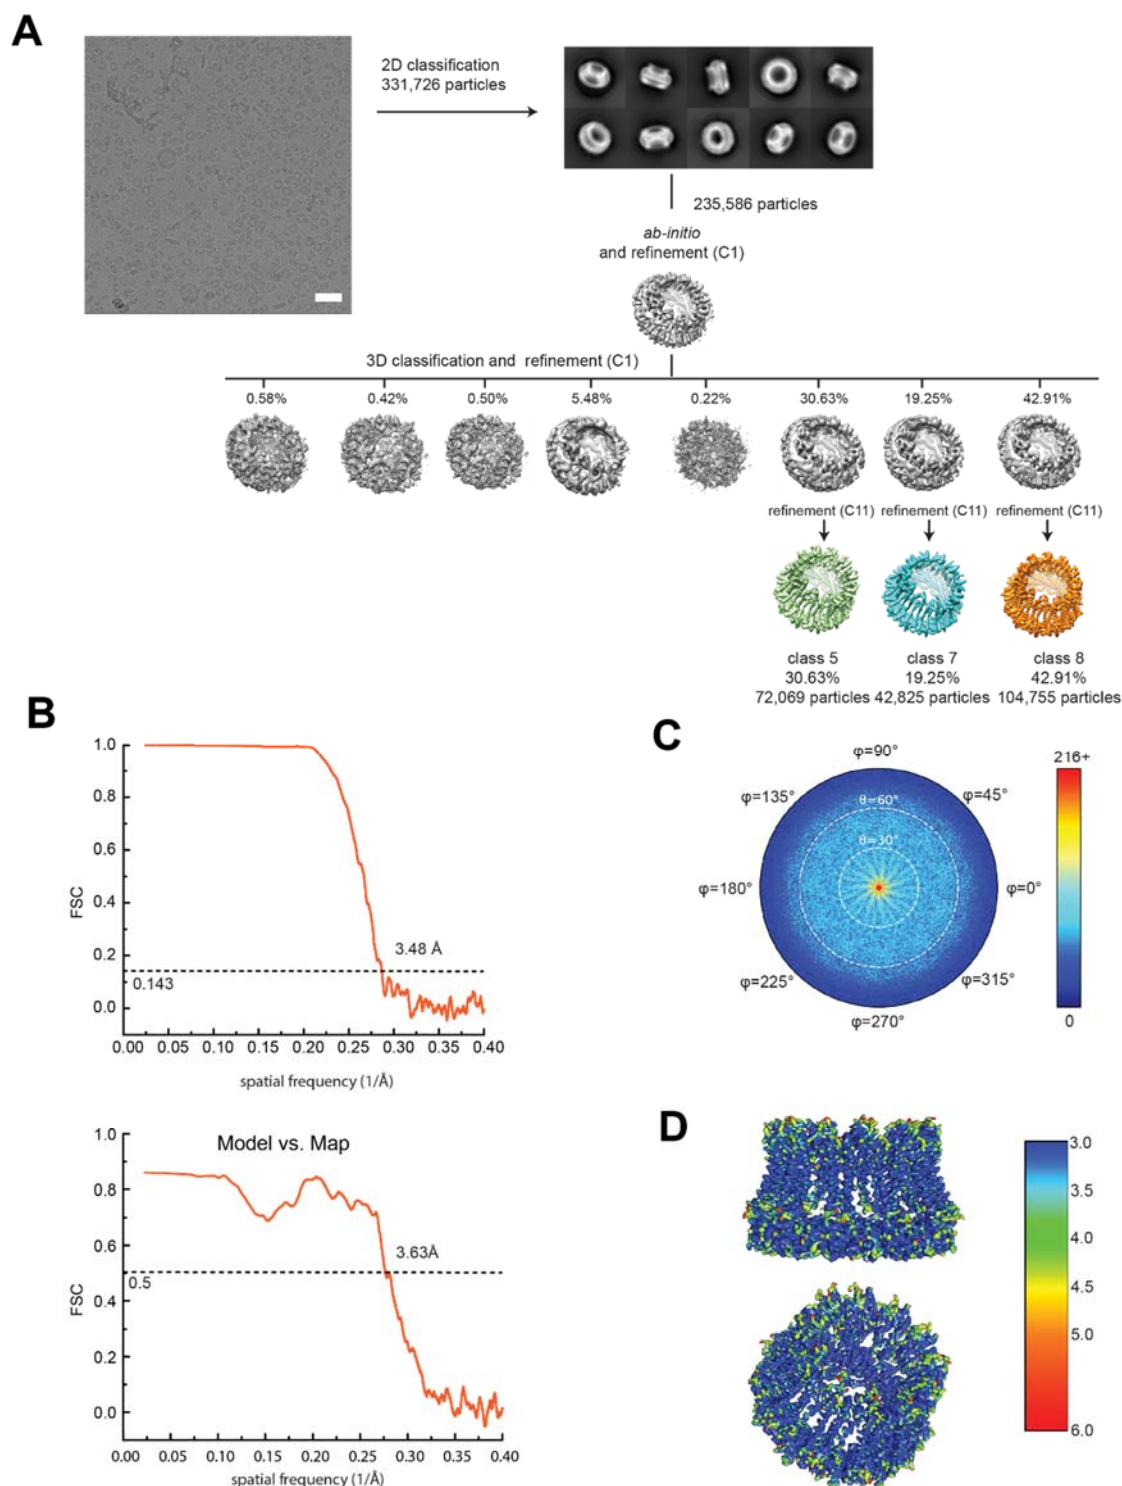 A
2D classification
331,726 particles
235,586 particles
ab-initio
and refinement (C1)
3D classification and refinement (C1)
0.58%
0.42%
0.50%
5.48%
0.22%
30.63%
19.25%
42.91%
refinement (C11)
refinement (C11)
refinement (C11)
class 5
30.63%
72,069 particles
class 7
19.25%
42,825 particles
class 8
42.91%
104,755 particles
B
1.0
0.8
0.6
0.4
0.2
0.0
FSC
3.48 Å
0.143
0.00 0.05 0.10 0.15 0.20 0.25 0.30 0.35 0.40
spatial frequency (1/Å)
Model vs. Map
1.0
0.8
0.6
0.4
0.2
0.0
FSC
3.63Å
0.5
0.00 0.05 0.10 0.15 0.20 0.25 0.30 0.35 0.40
spatial frequency (1/Å)
C
φ=90°
φ=135°
φ=45°
θ=60°
θ=30°
φ=180°
φ=0°
φ=225°
φ=315°
φ=270°
216+
0
D
3.0
3.5
4.0
4.5
5.0
6.0